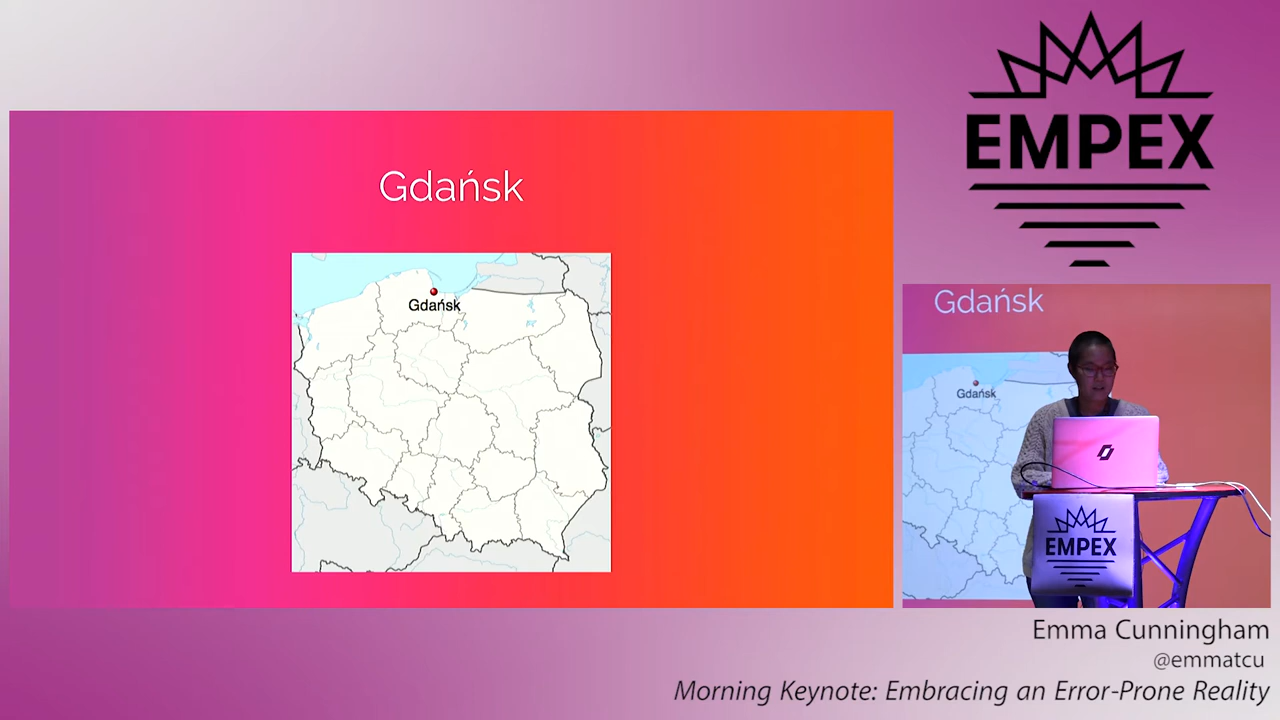 EMPEX
Gdańsk
Gdańsk
Gdańsk
Gdańsk
EMPEX
Emma Cunningham
@emmatcu
Morning Keynote: Embracing an Error-Prone Reality